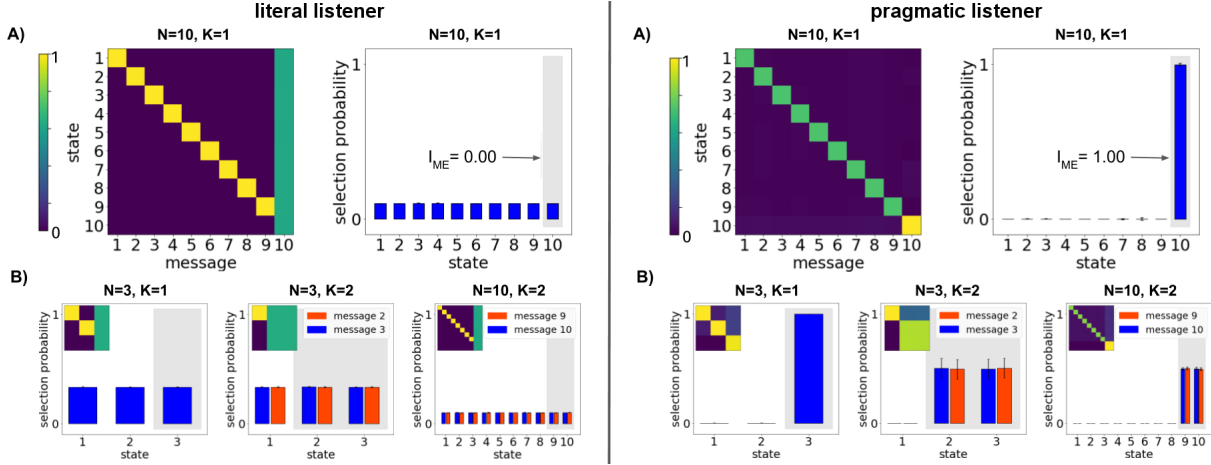 literal listener
A)
N=10, K=1
1
0
state
1
2
3
4
5
6
7
8
9
10
1 2 3 4 5 6 7 8 9 10
message
N=10, K=1
selection probability
1
0
I_ME= 0.00
1 2 3 4 5 6 7 8 9 10
state
B)
N=3, K=1
selection probability
1
0
1 2 3
state
N=3, K=2
selection probability
1
0
message 2
message 3
1 2 3
state
N=10, K=2
selection probability
1
0
message 9
message 10
1 2 3 4 5 6 7 8 9 10
state
pragmatic listener
A)
N=10, K=1
1
0
state
1
2
3
4
5
6
7
8
9
10
1 2 3 4 5 6 7 8 9 10
message
N=10, K=1
selection probability
1
0
I_ME= 1.00
1 2 3 4 5 6 7 8 9 10
state
B)
N=3, K=1
selection probability
1
0
1 2 3
state
N=3, K=2
selection probability
1
0
message 2
message 3
1 2 3
state
N=10, K=2
selection probability
1
0
message 9
message 10
1 2 3 4 5 6 7 8 9 10
state